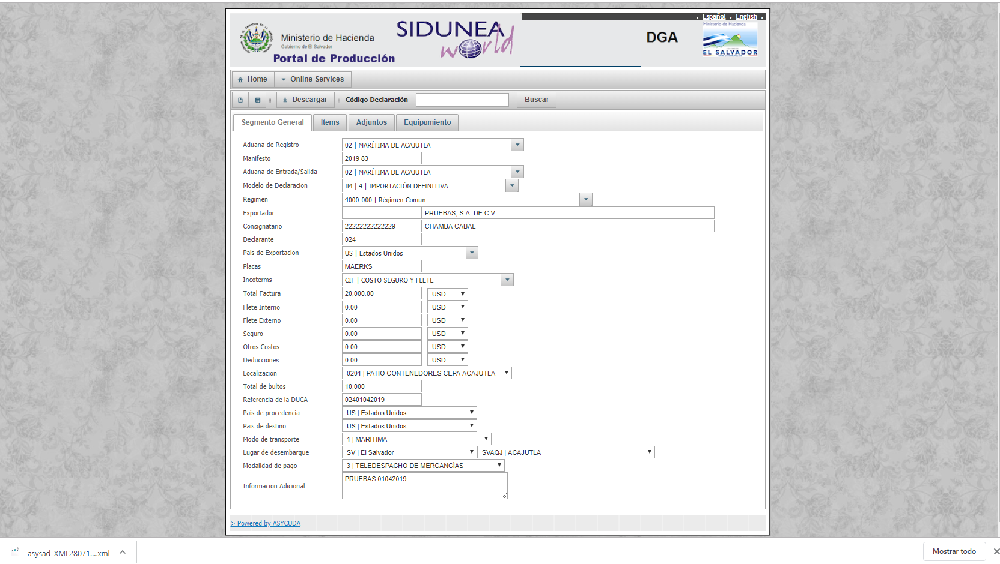 . Español . English .
Ministerio de Hacienda
Gobierno de El Salvador
Portal de Producción
SIDUNEA
world
DGA
Ministerio de Hacienda
EL SALVADOR
Home
Online Services
Descargar
Código Declaración
Buscar
Segmento General
Items
Adjuntos
Equipamiento
Aduana de Registro 02 | MARÍTIMA DE ACAJUTLA
Manifesto 2019 83
Aduana de Entrada/Salida 02 | MARÍTIMA DE ACAJUTLA
Modelo de Declaracion IM | 4 | IMPORTACIÓN DEFINITIVA
Regimen 4000-000 | Régimen Comun
Exportador PRUEBAS, S.A. DE C.V.
Consignatario 22222222222229 CHAMBA CABAL
Declarante 024
Pais de Exportacion US | Estados Unidos
Placas MAERKS
Incoterms CIF | COSTO SEGURO Y FLETE
Total Factura 20,000.00 USD
Flete Interno 0.00 USD
Flete Externo 0.00 USD
Seguro 0.00 USD
Otros Costos 0.00 USD
Deducciones 0.00 USD
Localizacion 0201 | PATIO CONTENEDORES CEPA ACAJUTLA
Total de bultos 10,000
Referencia de la DUCA 02401042019
Pais de procedencia US | Estados Unidos
Pais de destino US | Estados Unidos
Modo de transporte 1 | MARÍTIMA
Lugar de desembarque SV | El Salvador SVAQJ | ACAJUTLA
Modalidad de pago 3 | TELEDESPACHO DE MERCANCÍAS
Informacion Adicional PRUEBAS 01042019
> Powered by ASYCUDA
asysad_XML28071....xml
Mostrar todo